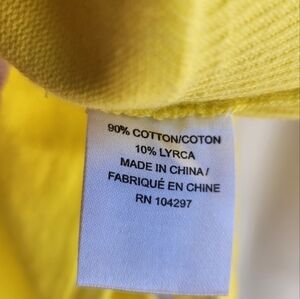 90% COTTON/COTON
10% LYRCA
MADE IN CHINA/
FABRIQUÉ EN CHINE
RN 104297